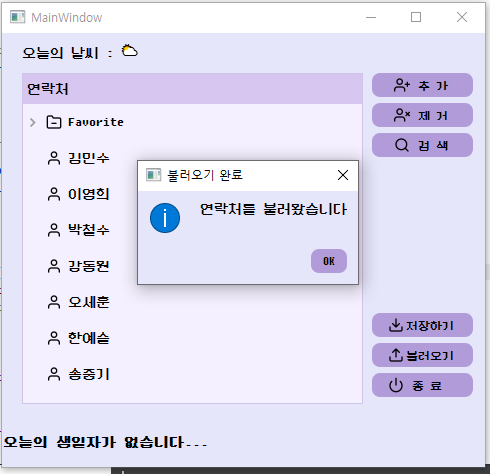 MainWindow
오늘의 날씨 :
연락처
Favorite
김민수
이영희
박철수
강동원
오세훈
한예슬
송중기
추 가
제 거
검 색
불러오기 완료
연락처를 불러왔습니다
OK
저장하기
불러오기
종 료
오늘의 생일자가 없습니다---